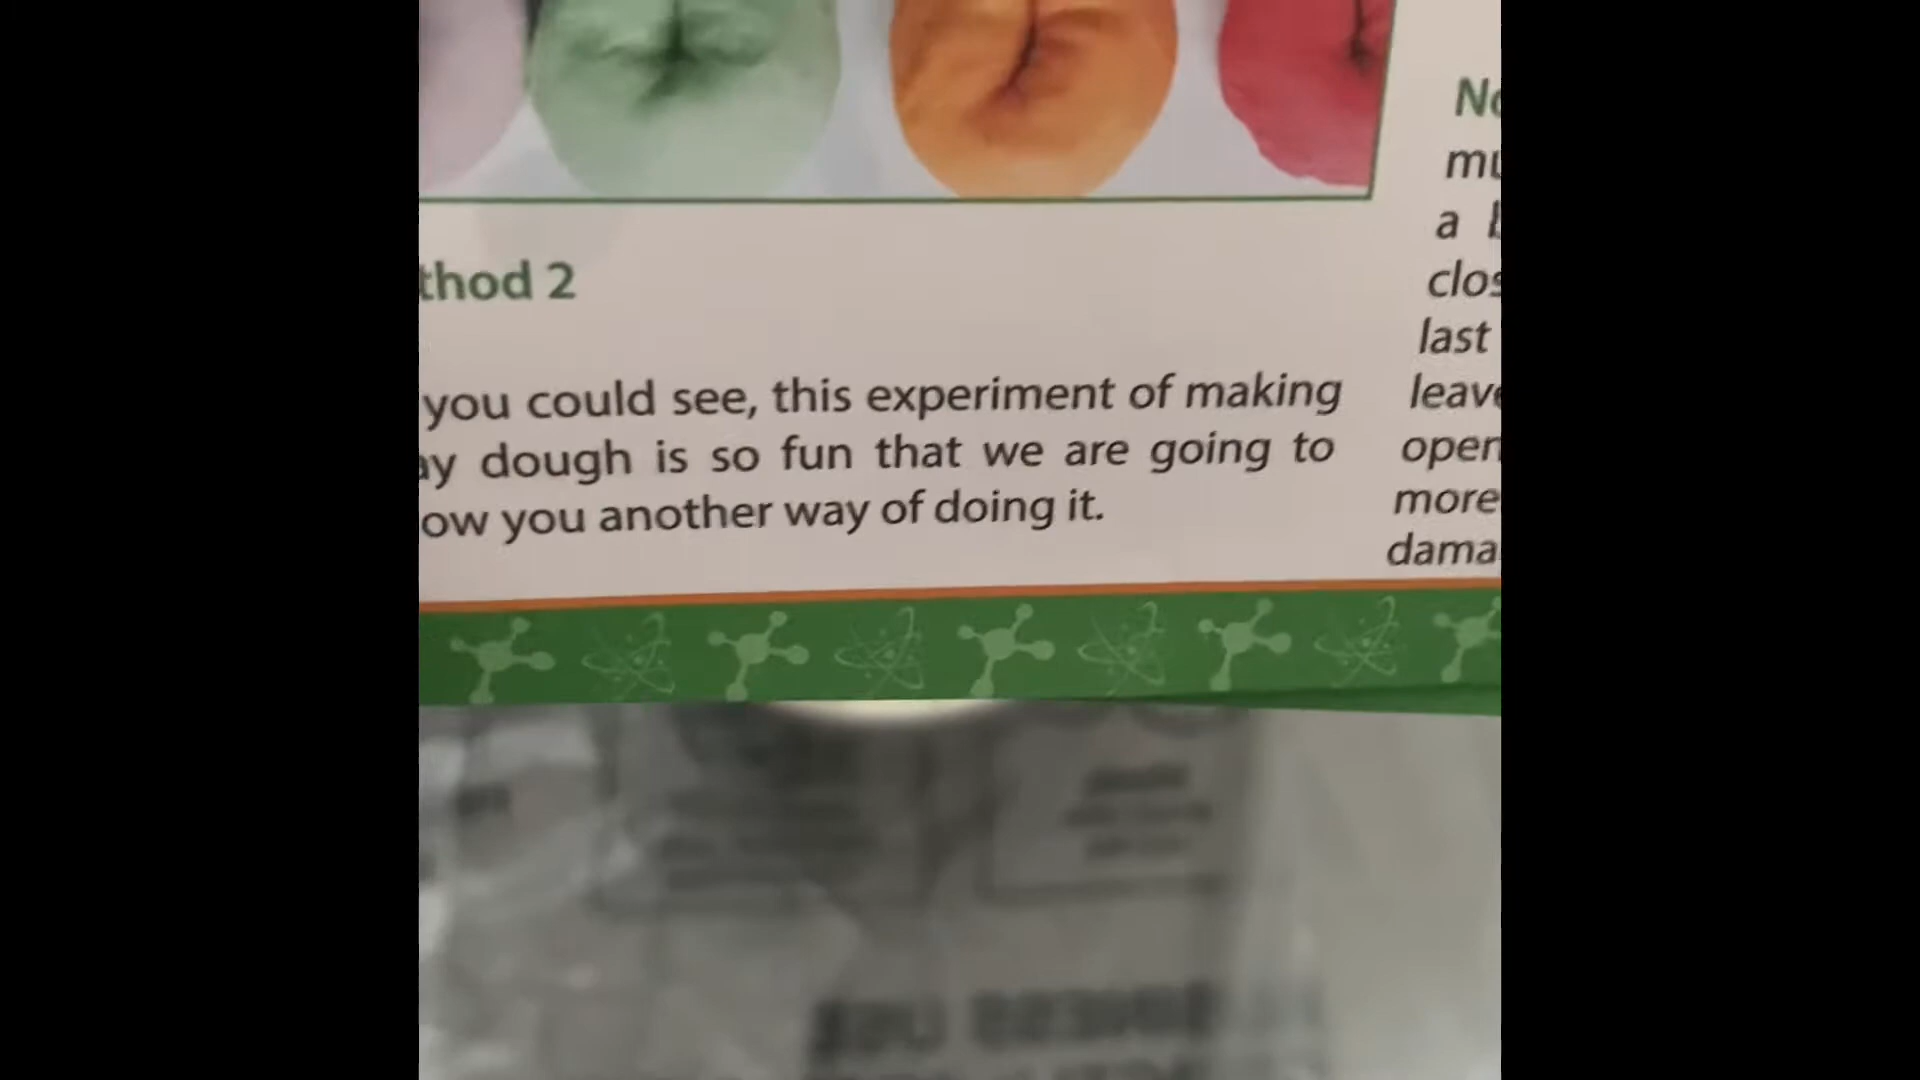 thod 2
you could see, this experiment of making
ay dough is so fun that we are going to
ow you another way of doing it.
No
mu
a b
clos
last
leave
open
more
dama